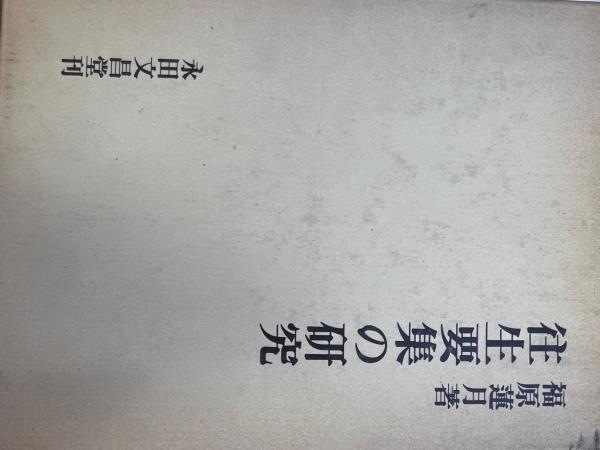 福原蓮月著
往生要集の研究
永田文昌堂刊